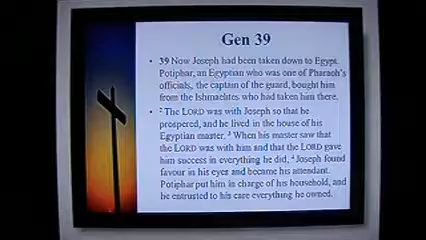 Gen 39
• 39 Now Joseph had been taken down to Egypt.
Potiphar, an Egyptian who was one of Pharaoh's
officials, the captain of the guard, bought him
from the Ishmaelites who had taken him there.
• 2 The LORD was with Joseph so that he
prospered, and he lived in the house of his
Egyptian master. 3 When his master saw that
the LORD was with him and that the LORD gave
him success in everything he did, 4 Joseph found
favour in his eyes and became his attendant.
Potiphar put him in charge of his household, and
he entrusted to his care everything he owned.